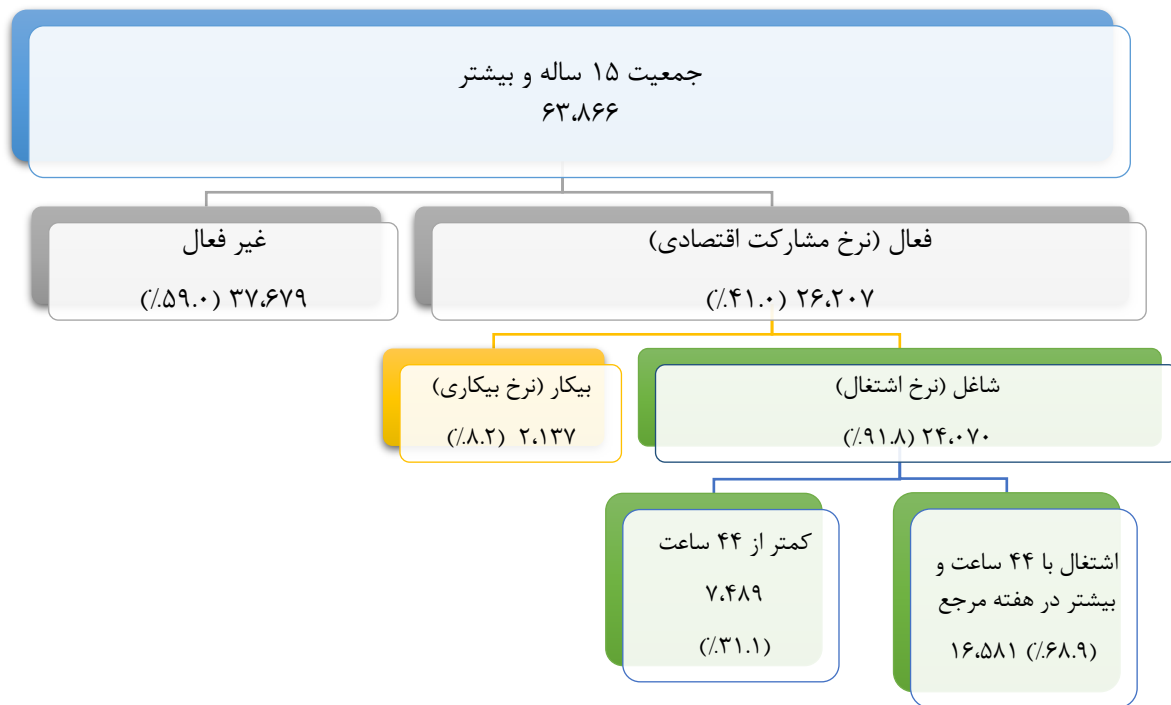 جمعیت ۱۵ ساله و بیشتر
۶۳،۸۶۶
فعال (نرخ مشارکت اقتصادی)
۲۶،۲۰۷ (٪۴۱.۰)
غیر فعال
۳۷،۶۷۹ (٪۵۹.۰)
شاغل (نرخ اشتغال)
۲۴،۰۷۰ (٪۹۱.۸)
بیکار (نرخ بیکاری)
۲،۱۳۷ (٪۸.۲)
اشتغال با ۴۴ ساعت و
بیشتر در هفته مرجع
۱۶،۵۸۱ (٪۶۸.۹)
کمتر از ۴۴ ساعت
۷،۴۸۹
(٪۳۱.۱)